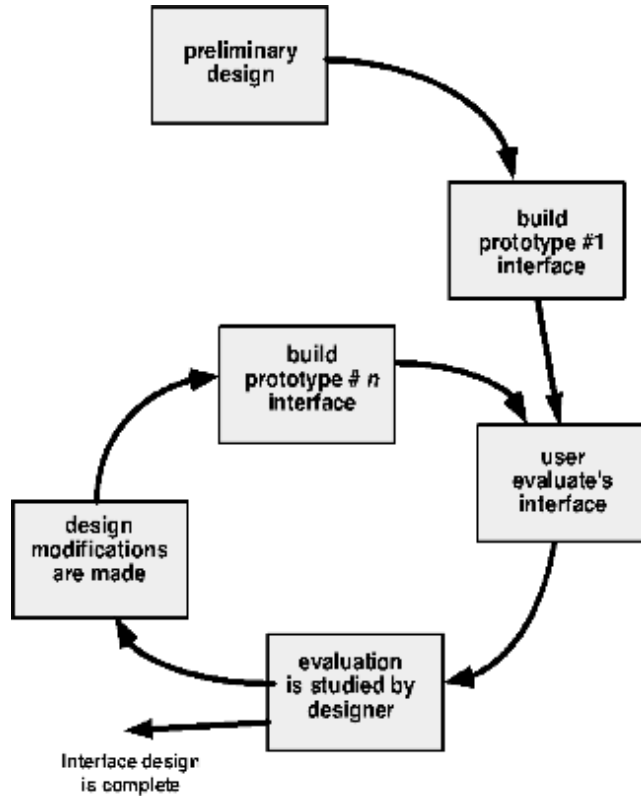 preliminary
design
build
prototype #1
interface
build
prototype # n
interface
user
evaluate's
interface
design
modifications
are made
evaluation
is studied by
designer
Interface design
is complete